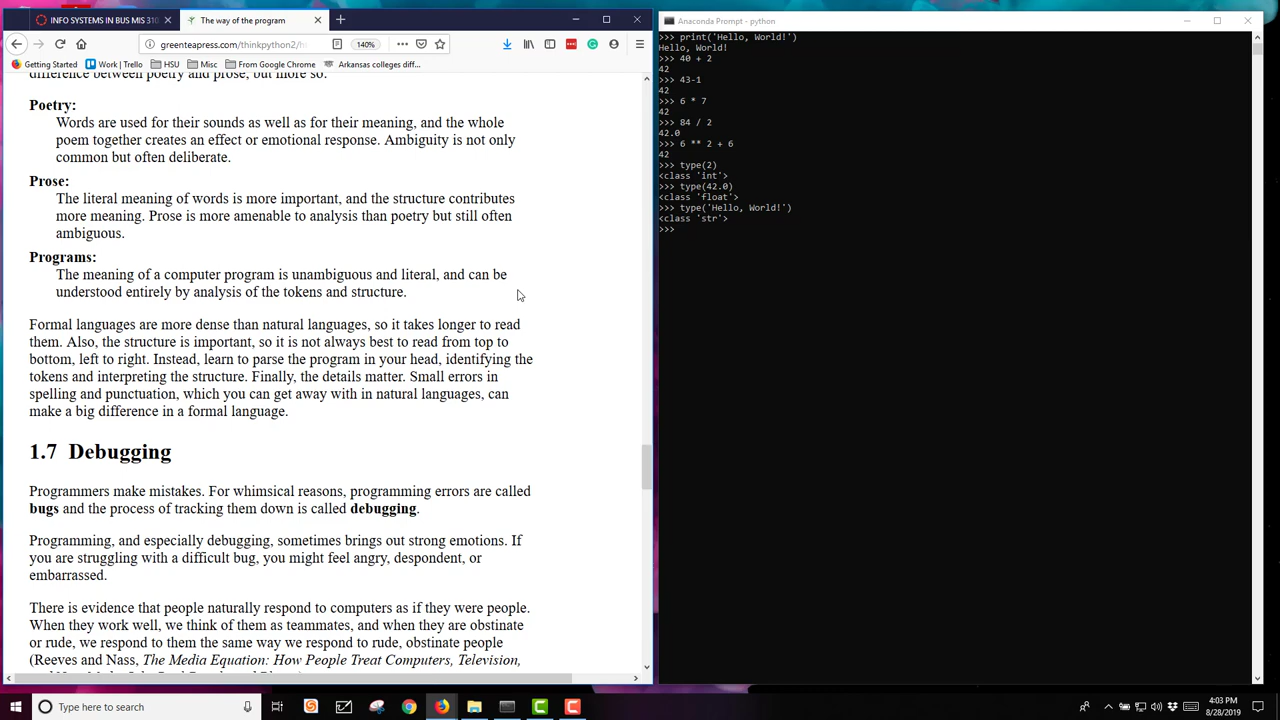 INFO SYSTEMS IN BUS MIS 310
The way of the program
greenteapress.com/thinkpython2/
140%
Getting Started
Work | Trello
HSU
Misc
From Google Chrome
Arkansas colleges diff...
difference between poetry and prose, but more so:
Poetry:
Words are used for their sounds as well as for their meaning, and the whole
poem together creates an effect or emotional response. Ambiguity is not only
common but often deliberate.
Prose:
The literal meaning of words is more important, and the structure contributes
more meaning. Prose is more amenable to analysis than poetry but still often
ambiguous.
Programs:
The meaning of a computer program is unambiguous and literal, and can be
understood entirely by analysis of the tokens and structure.
Formal languages are more dense than natural languages, so it takes longer to read
them. Also, the structure is important, so it is not always best to read from top to
bottom, left to right. Instead, learn to parse the program in your head, identifying the
tokens and interpreting the structure. Finally, the details matter. Small errors in
spelling and punctuation, which you can get away with in natural languages, can
make a big difference in a formal language.
1.7 Debugging
Programmers make mistakes. For whimsical reasons, programming errors are called
bugs and the process of tracking them down is called debugging.
Programming, and especially debugging, sometimes brings out strong emotions. If
you are struggling with a difficult bug, you might feel angry, despondent, or
embarrassed.
There is evidence that people naturally respond to computers as if they were people.
When they work well, we think of them as teammates, and when they are obstinate
or rude, we respond to them the same way we respond to rude, obstinate people
(Reeves and Nass, The Media Equation: How People Treat Computers, Television,
Anaconda Prompt - python
>>> print('Hello, World!')
Hello, World!
>>> 40 + 2
42
>>> 43-1
42
>>> 6 * 7
42
>>> 84 / 2
42.0
>>> 6 ** 2 + 6
42
>>> type(2)
<class 'int'>
>>> type(42.0)
<class 'float'>
>>> type('Hello, World!')
<class 'str'>
>>>
Type here to search
4:03 PM
8/28/2019